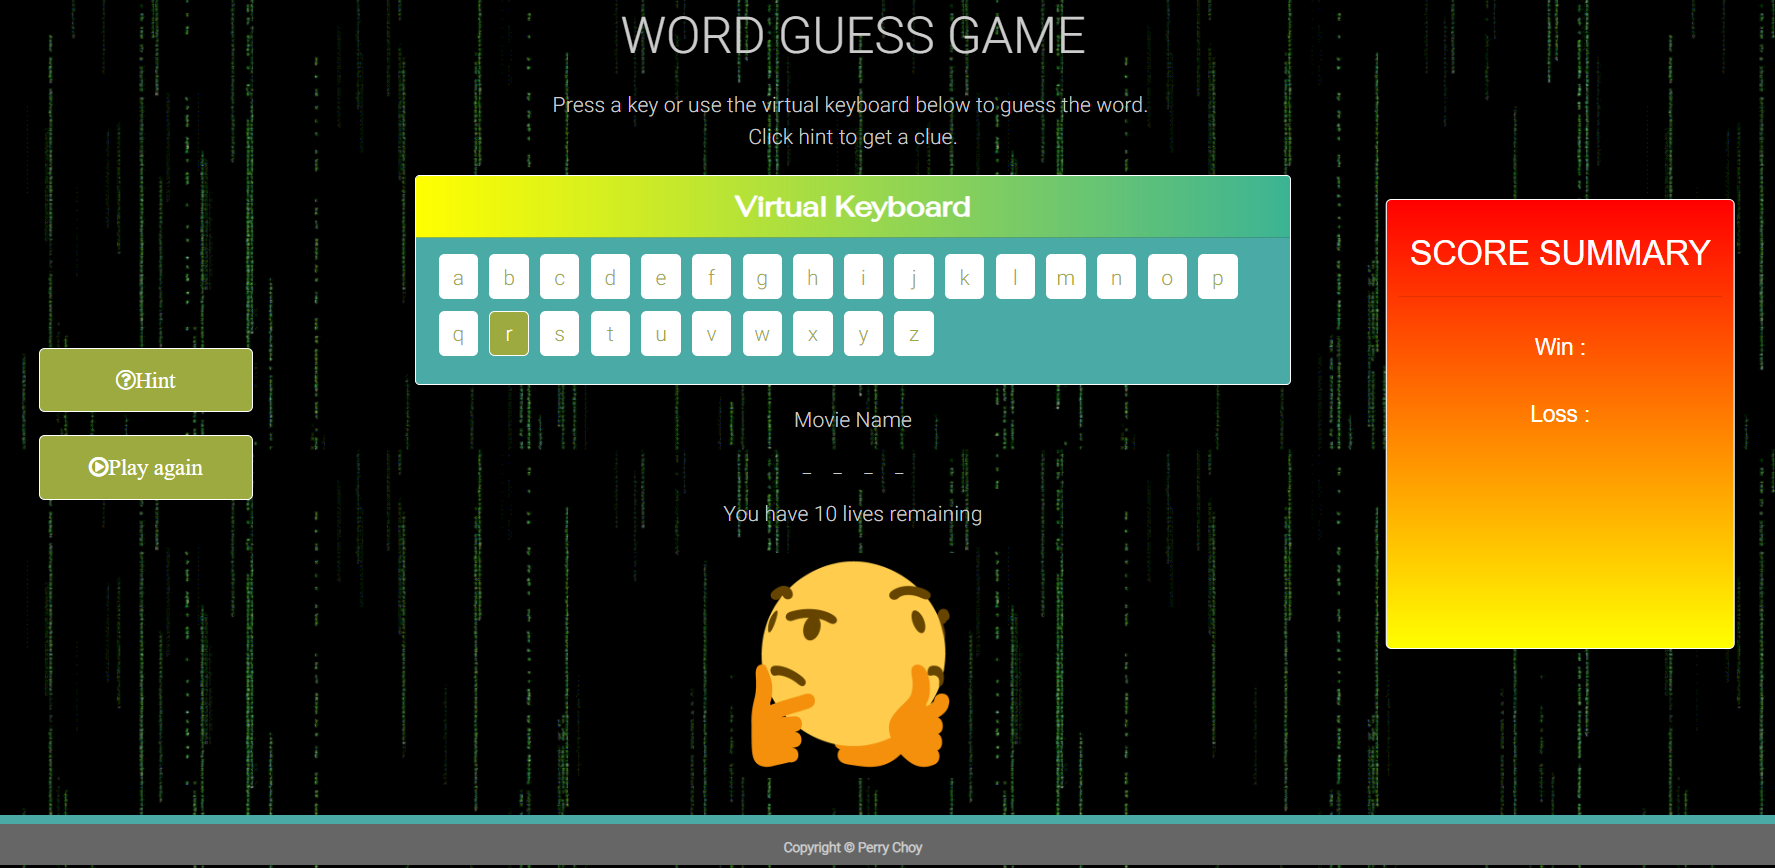 WORD GUESS GAME
Press a key or use the virtual keyboard below to guess the word.
Click hint to get a clue.
Virtual Keyboard
a b c d e f g h i j k l m n o p
q r s t u v w x y z
Hint
Play again
Movie Name
_ _ _ _
You have 10 lives remaining
SCORE SUMMARY
Win :
Loss :
Copyright © Perry Choy